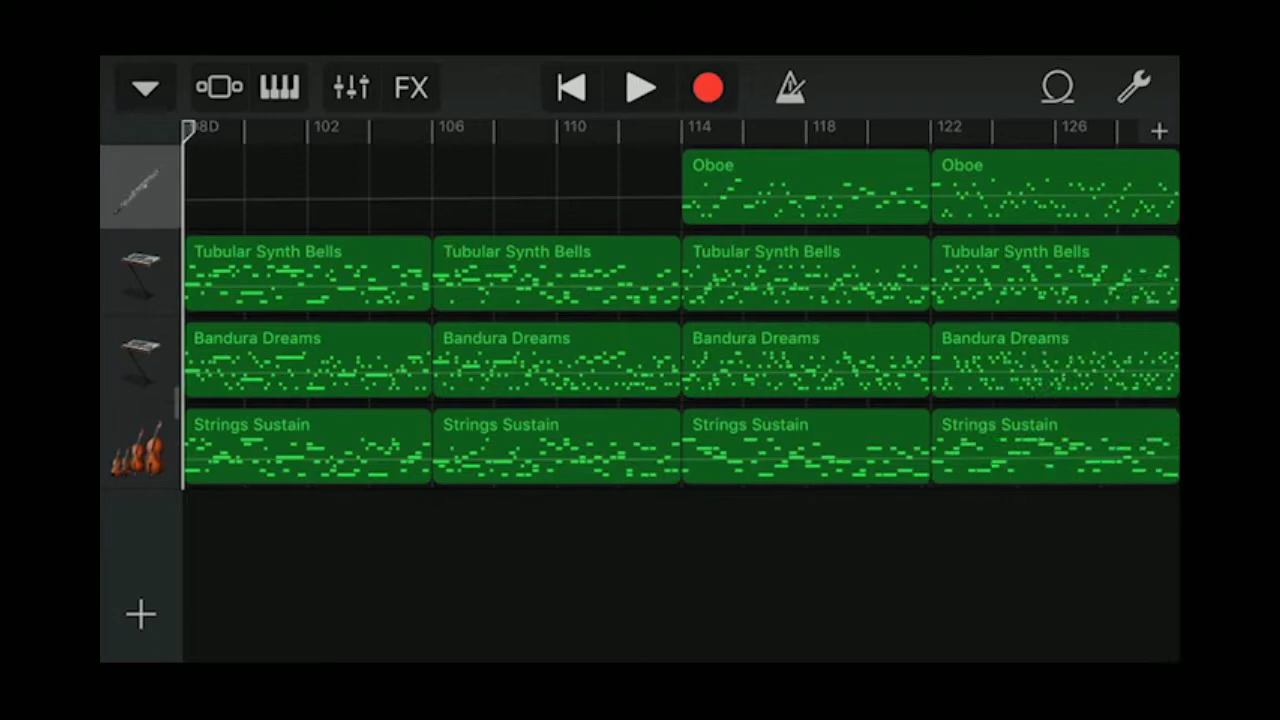 FX
102 106 110 114 118 122 126
Oboe Oboe
Tubular Synth Bells Tubular Synth Bells Tubular Synth Bells Tubular Synth Bells
Bandura Dreams Bandura Dreams Bandura Dreams Bandura Dreams
Strings Sustain Strings Sustain Strings Sustain Strings Sustain